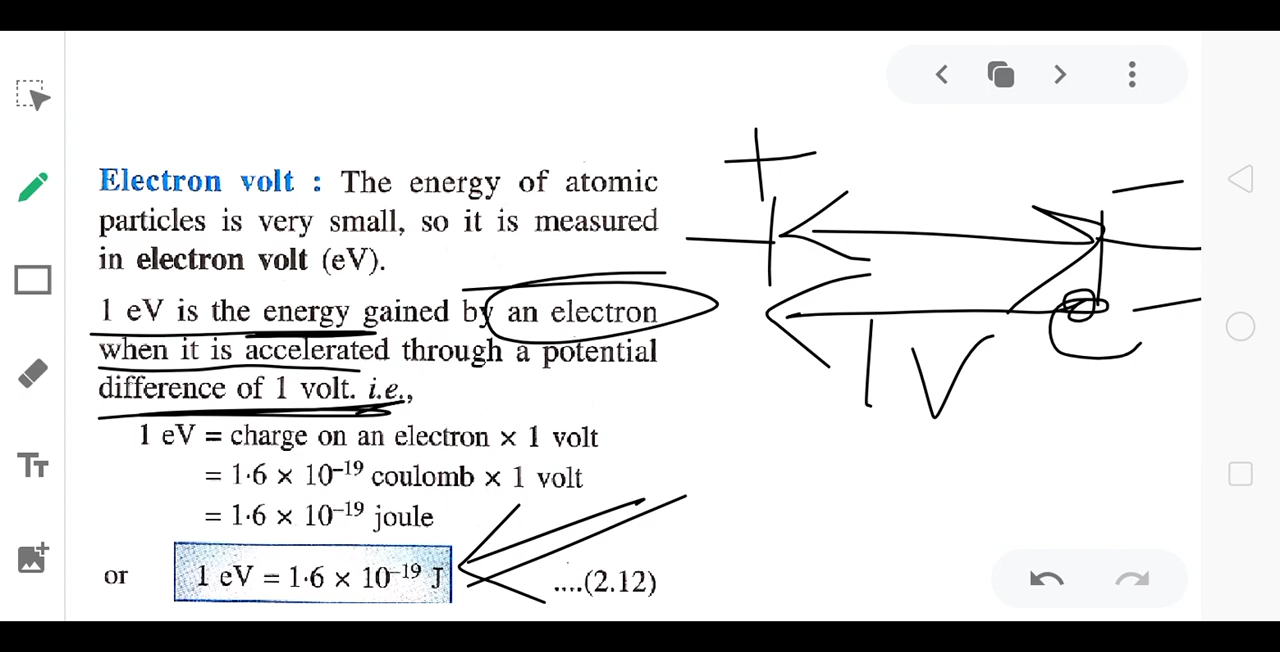 Electron volt : The energy of atomic
particles is very small, so it is measured
in electron volt (eV).
1 eV is the energy gained by an electron
when it is accelerated through a potential
difference of 1 volt. i.e.,
1 eV = charge on an electron × 1 volt
= 1·6 × 10⁻¹⁹ coulomb × 1 volt
= 1·6 × 10⁻¹⁹ joule
or 1 eV = 1·6 × 10⁻¹⁹ J ....(2.12)
+ −
e −
1 V
TT